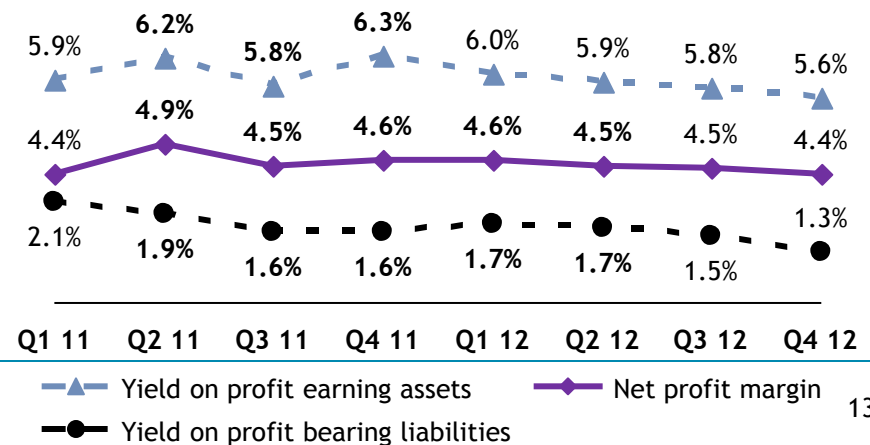 5.9% 6.2% 5.8% 6.3% 6.0% 5.9% 5.8% 5.6%
4.4% 4.9% 4.5% 4.6% 4.6% 4.5% 4.5% 4.4%
2.1% 1.9% 1.6% 1.6% 1.7% 1.7% 1.5% 1.3%
Q1 11 Q2 11 Q3 11 Q4 11 Q1 12 Q2 12 Q3 12 Q4 12
Yield on profit earning assets Net profit margin
Yield on profit bearing liabilities
13